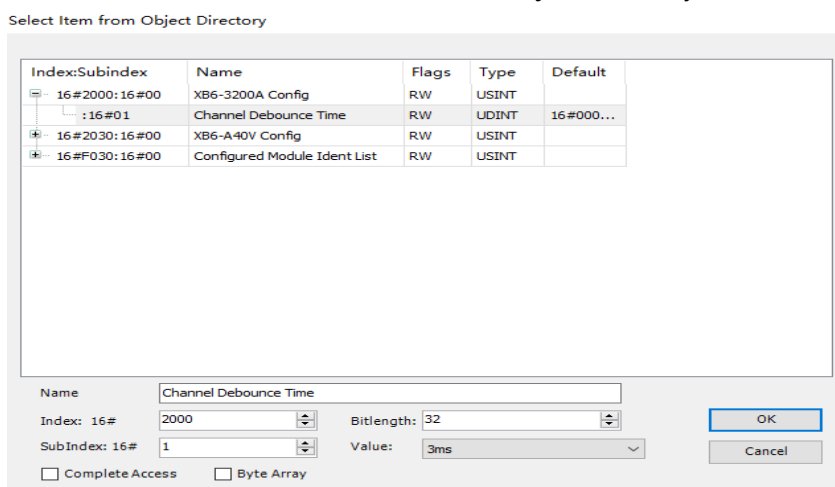 Select Item from Object Directory
Index:Subindex Name Flags Type Default
16#2000:16#00 XB6-3200A Config RW USINT
:16#01 Channel Debounce Time RW UDINT 16#000...
16#2030:16#00 XB6-A40V Config RW USINT
16#F030:16#00 Configured Module Ident List RW USINT
Name Channel Debounce Time
Index: 16# 2000 Bitlength: 32 OK
SubIndex: 16# 1 Value: 3ms Cancel
Complete Access Byte Array